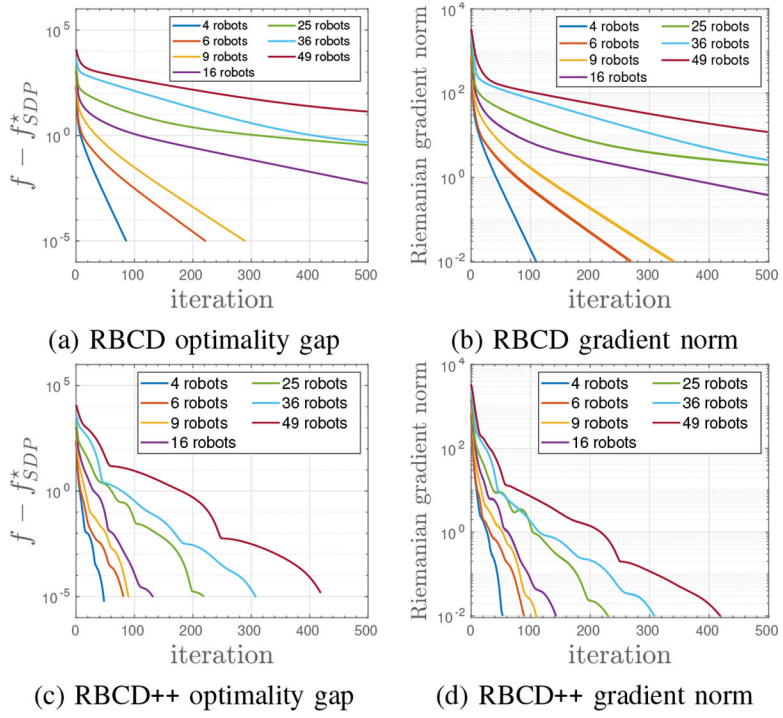 10^5
10^0
10^-5
f − f*_SDP
4 robots
6 robots
9 robots
16 robots
25 robots
36 robots
49 robots
0 100 200 300 400 500
iteration
(a) RBCD optimality gap
10^4
10^2
10^0
10^-2
Riemanian gradient norm
4 robots
6 robots
9 robots
16 robots
25 robots
36 robots
49 robots
0 100 200 300 400 500
iteration
(b) RBCD gradient norm
10^5
10^0
10^-5
f − f*_SDP
4 robots
6 robots
9 robots
16 robots
25 robots
36 robots
49 robots
0 100 200 300 400 500
iteration
(c) RBCD++ optimality gap
10^4
10^2
10^0
10^-2
Riemanian gradient norm
4 robots
6 robots
9 robots
16 robots
25 robots
36 robots
49 robots
0 100 200 300 400 500
iteration
(d) RBCD++ gradient norm